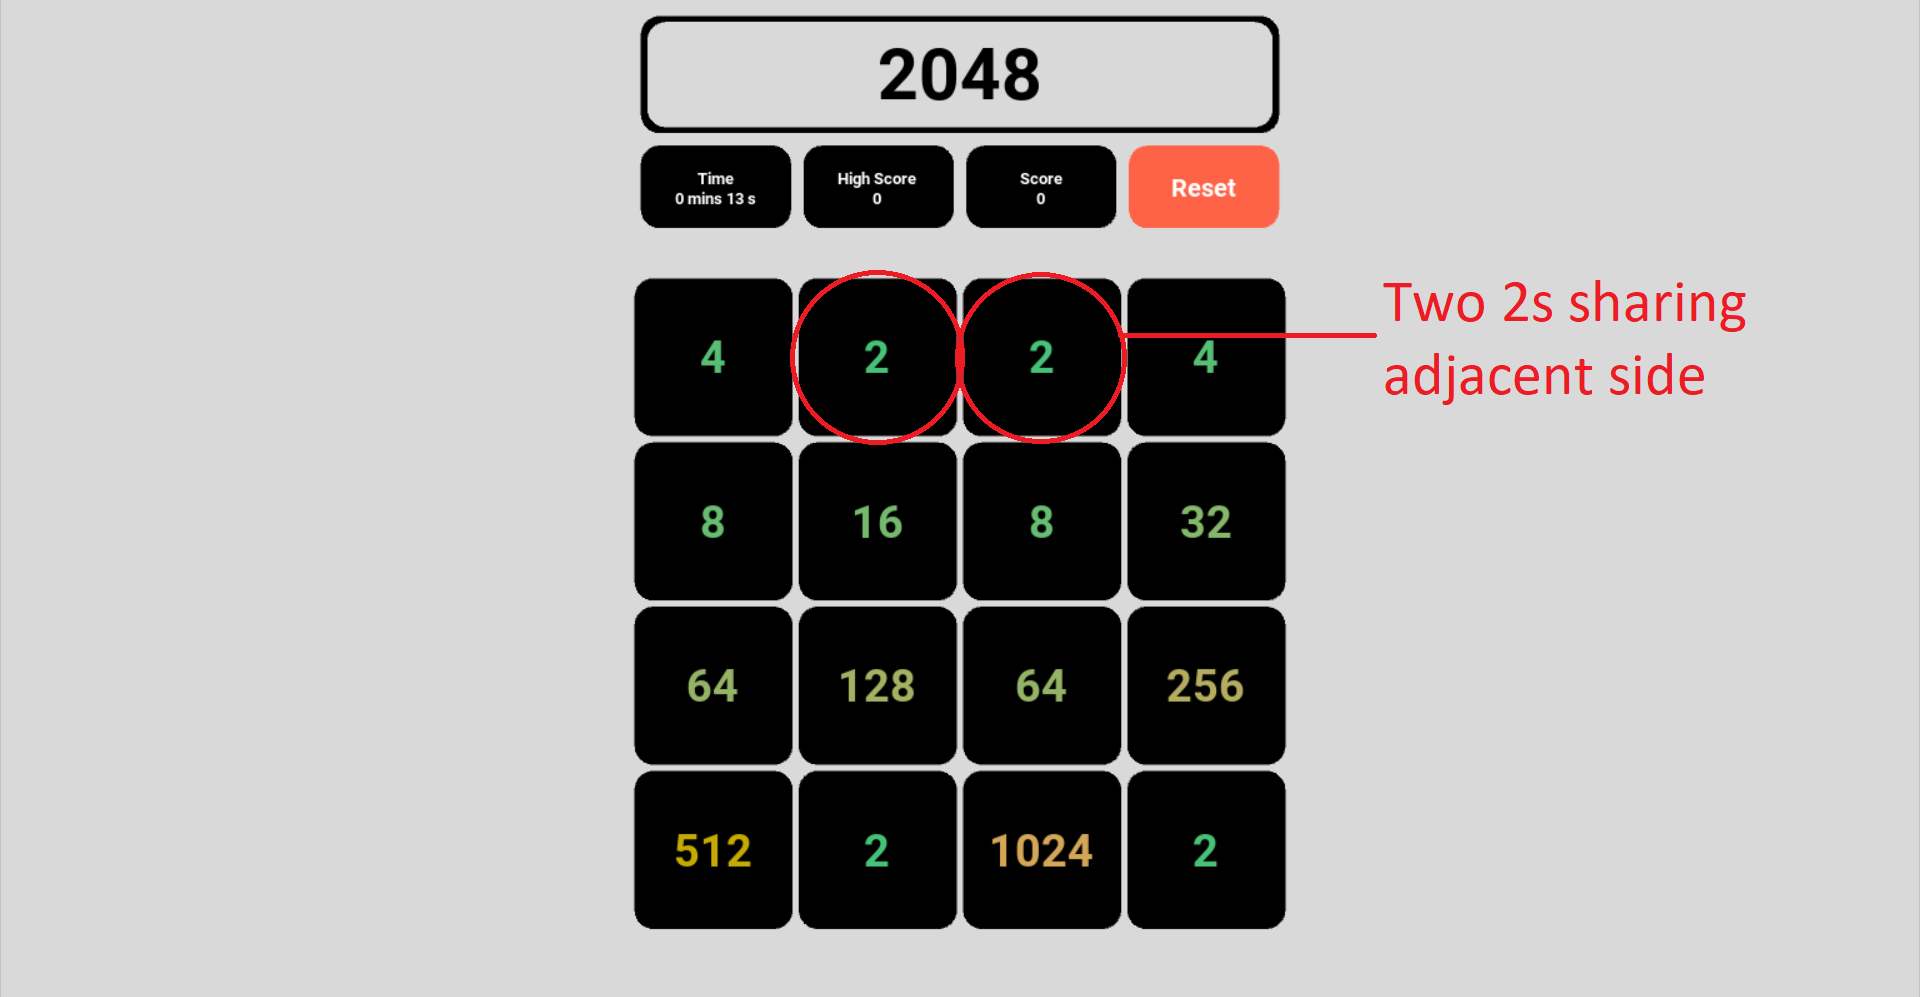 2048
Time
0 mins 13 s
High Score
0
Score
0
Reset
4 2 2 4
Two 2s sharing
adjacent side
8 16 8 32
64 128 64 256
512 2 1024 2